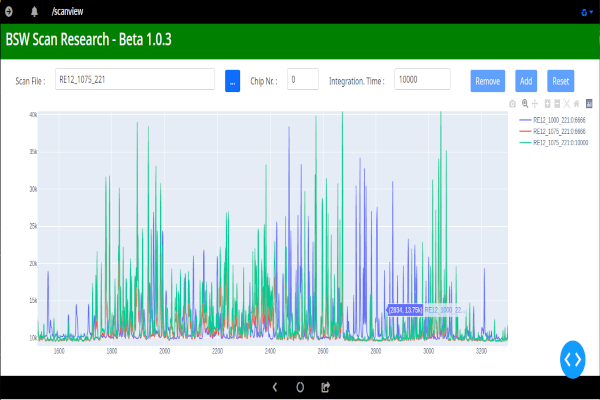 /scanview
BSW Scan Research - Beta 1.0.3
Scan File : RE12_1075_221 ... Chip Nr. : 0 Integration. Time : 10000 Remove Add Reset
40k
35k
30k
25k
20k
15k
10k
1600 1800 2000 2200 2400 2600 2800 3000 3200
RE12_1000_221:0:6666
RE12_1075_221:0:6666
RE12_1075_221:0:10000
(2834, 13.75k) RE12_1000_22...